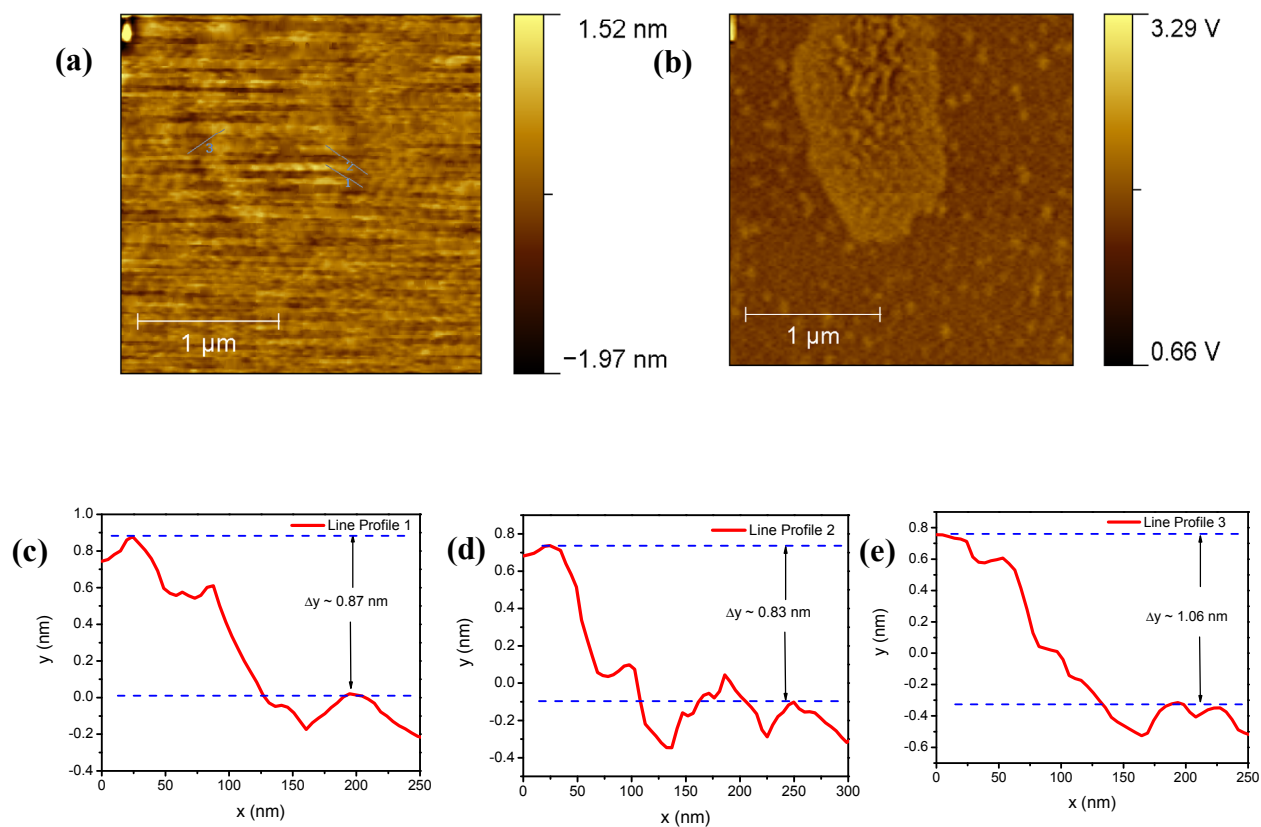 (a)
3
2
1
1 µm
1.52 nm
−1.97 nm
(b)
1 µm
3.29 V
0.66 V
(c)
y (nm)
1.0
0.8
0.6
0.4
0.2
0.0
-0.2
-0.4
Line Profile 1
Δy ~ 0.87 nm
0 50 100 150 200 250
x (nm)
(d)
y (nm)
0.8
0.6
0.4
0.2
0.0
-0.2
-0.4
Line Profile 2
Δy ~ 0.83 nm
0 50 100 150 200 250 300
x (nm)
(e)
y (nm)
0.8
0.6
0.4
0.2
0.0
-0.2
-0.4
-0.6
Line Profile 3
Δy ~ 1.06 nm
0 50 100 150 200 250
x (nm)